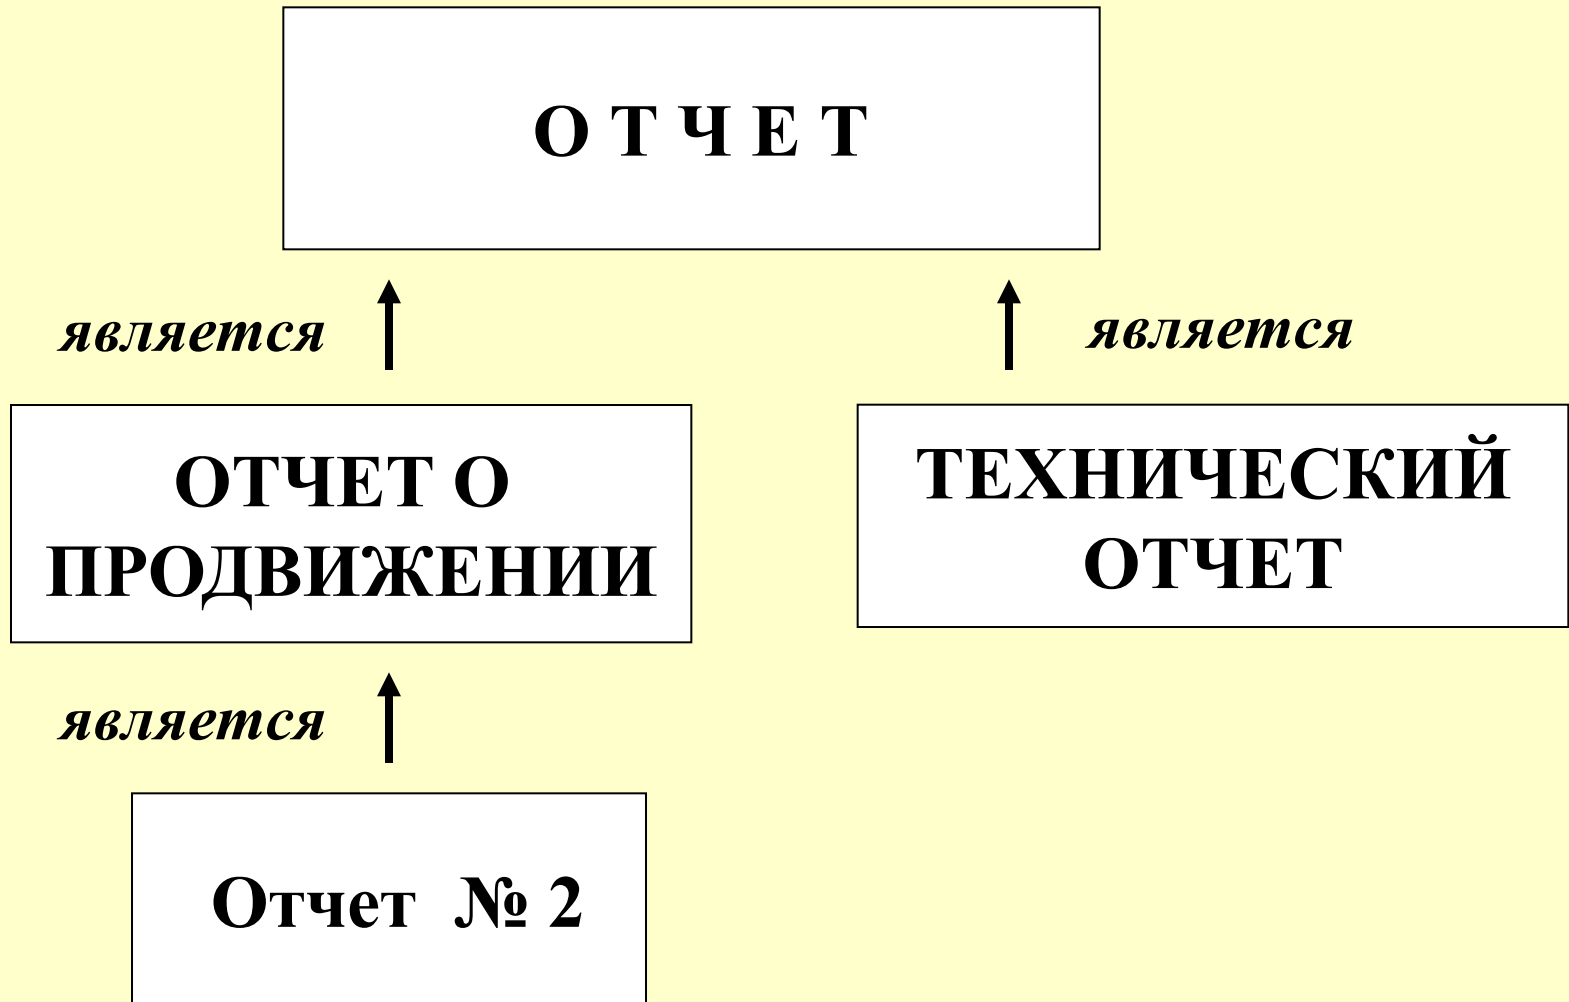 О Т Ч Е Т
является
является
ОТЧЕТ О
ПРОДВИЖЕНИИ
ТЕХНИЧЕСКИЙ
ОТЧЕТ
является
Отчет № 2